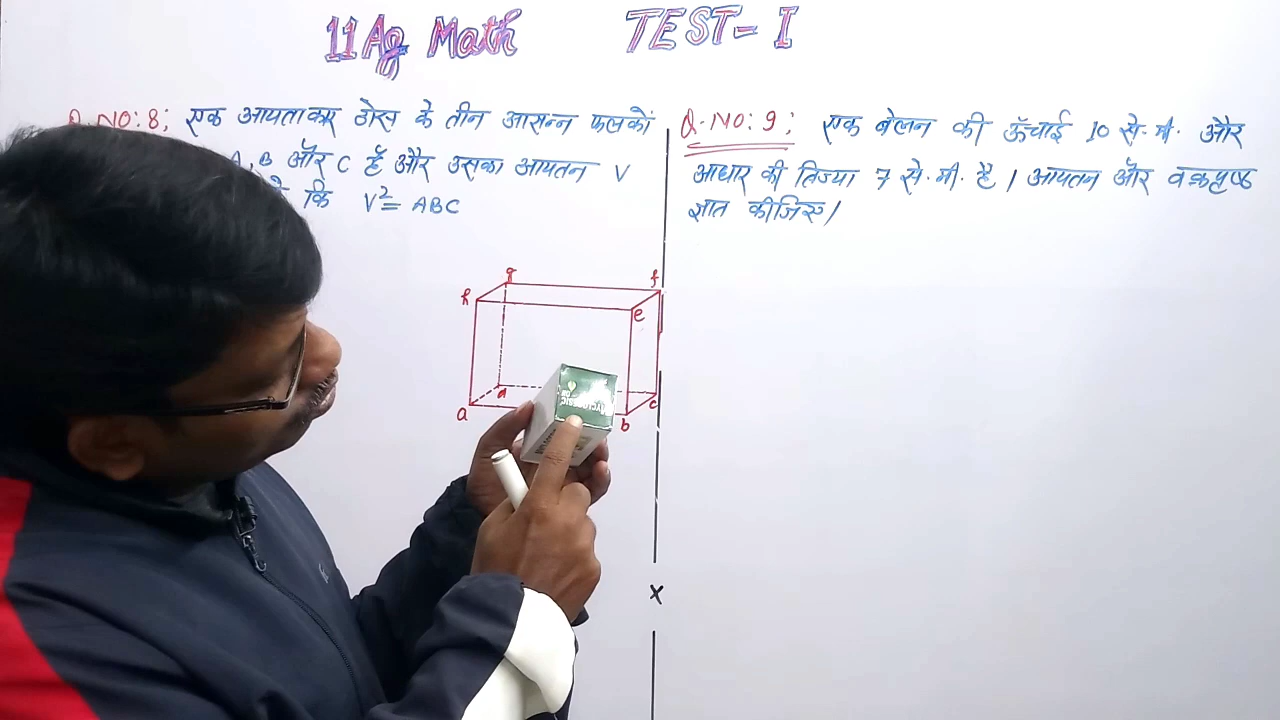 11 Ag Math TEST-I
Q.NO:8; एक आयताकार ठोस के तीन आसन्न फलकों
A, B और C हैं और उसका आयतन V
कि V²=ABC
Q.NO:9; एक बेलन की ऊँचाई 10 से.मी. और
आधार की त्रिज्या 7 से.मी. है। आयतन और वक्रपृष्ठ
ज्ञात कीजिए।
g f
h e
d c
a b
x